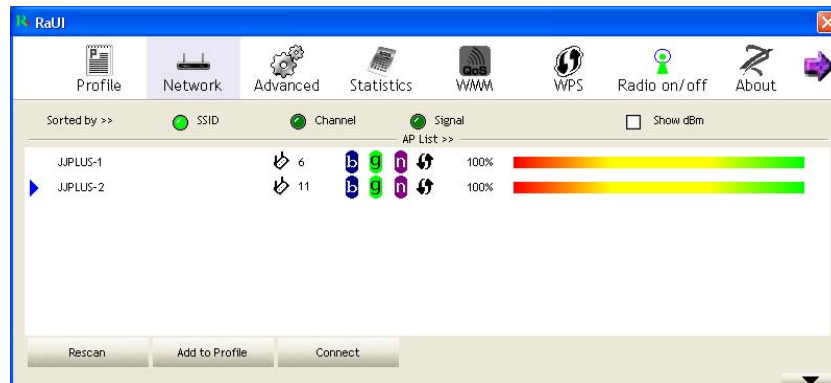 RaUI
Profile Network Advanced Statistics QoS WMM WPS Radio on/off About
Sorted by >> SSID Channel Signal Show dBm
AP List >>
JJPLUS-1 6 b g n 100%
JJPLUS-2 11 b g n 100%
Rescan Add to Profile Connect